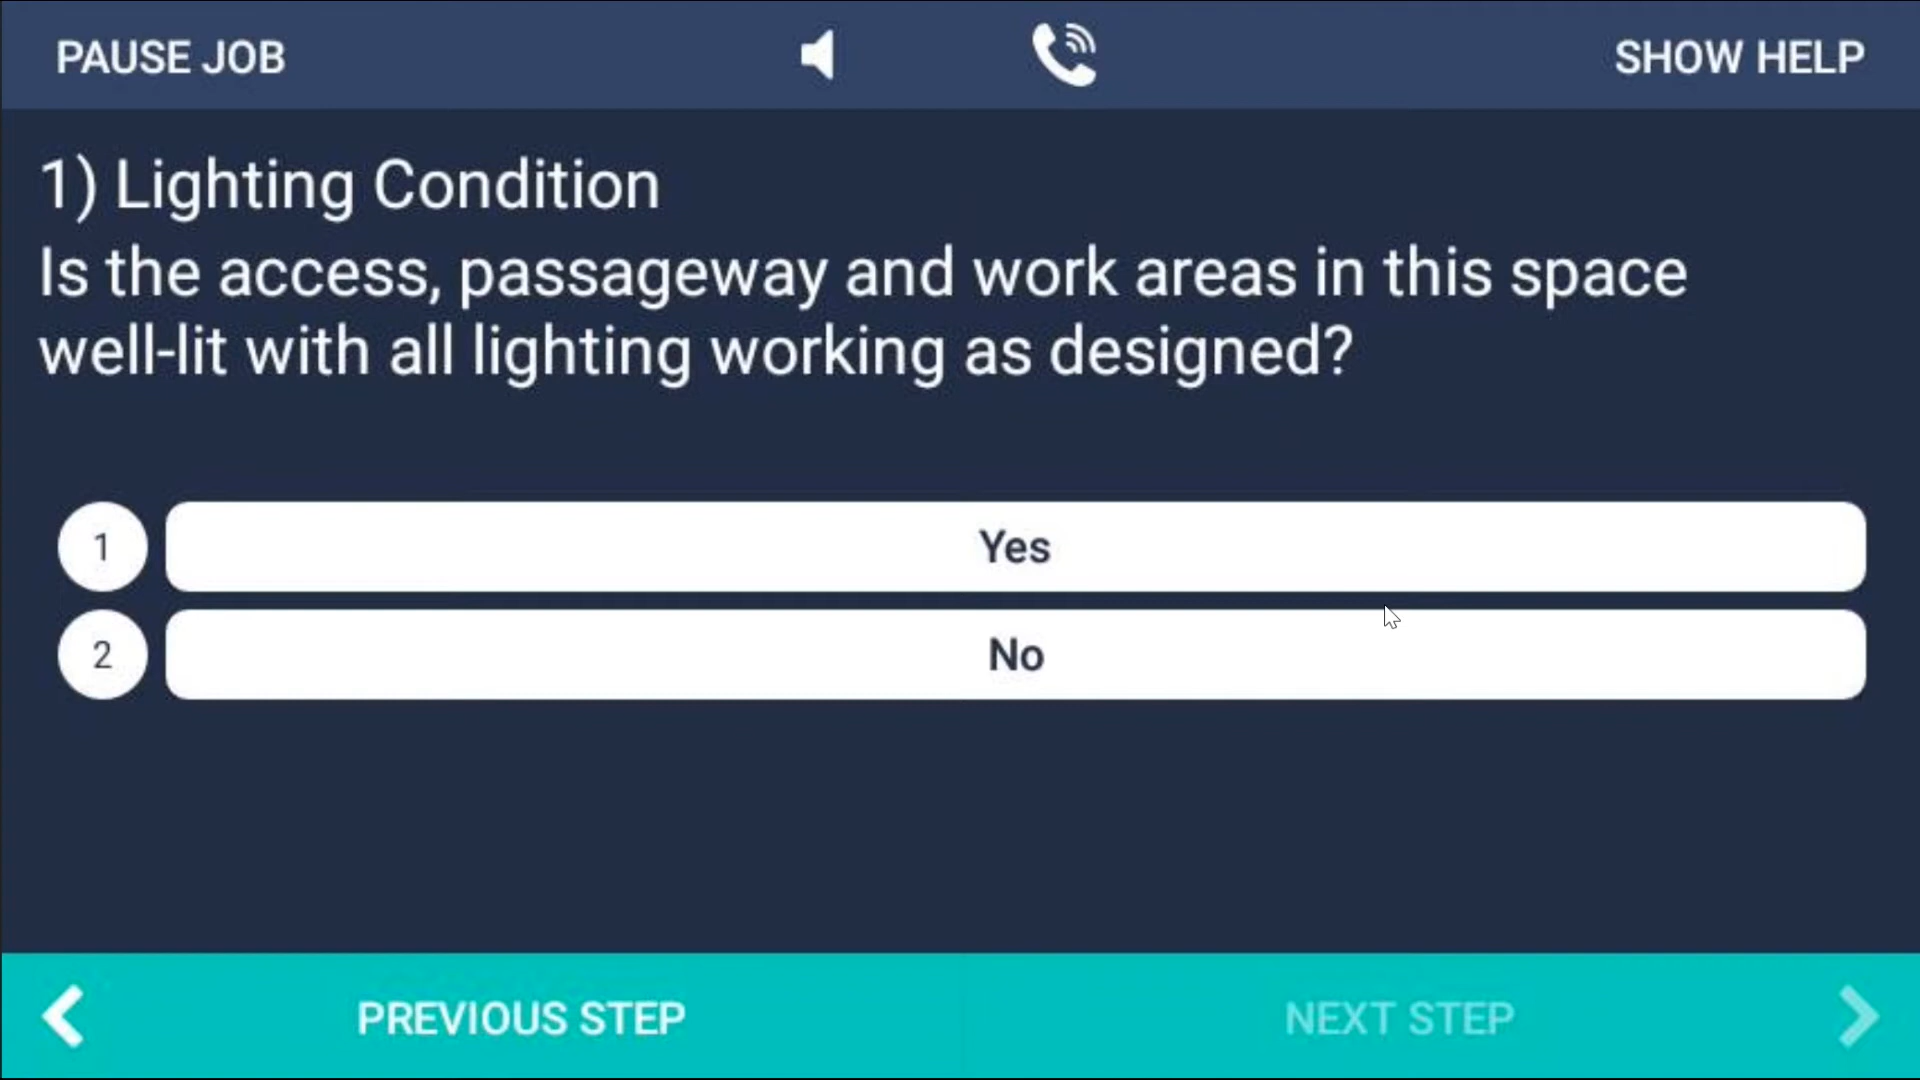 PAUSE JOB
SHOW HELP
1) Lighting Condition
Is the access, passageway and work areas in this space
well-lit with all lighting working as designed?
1
Yes
2
No
PREVIOUS STEP
NEXT STEP